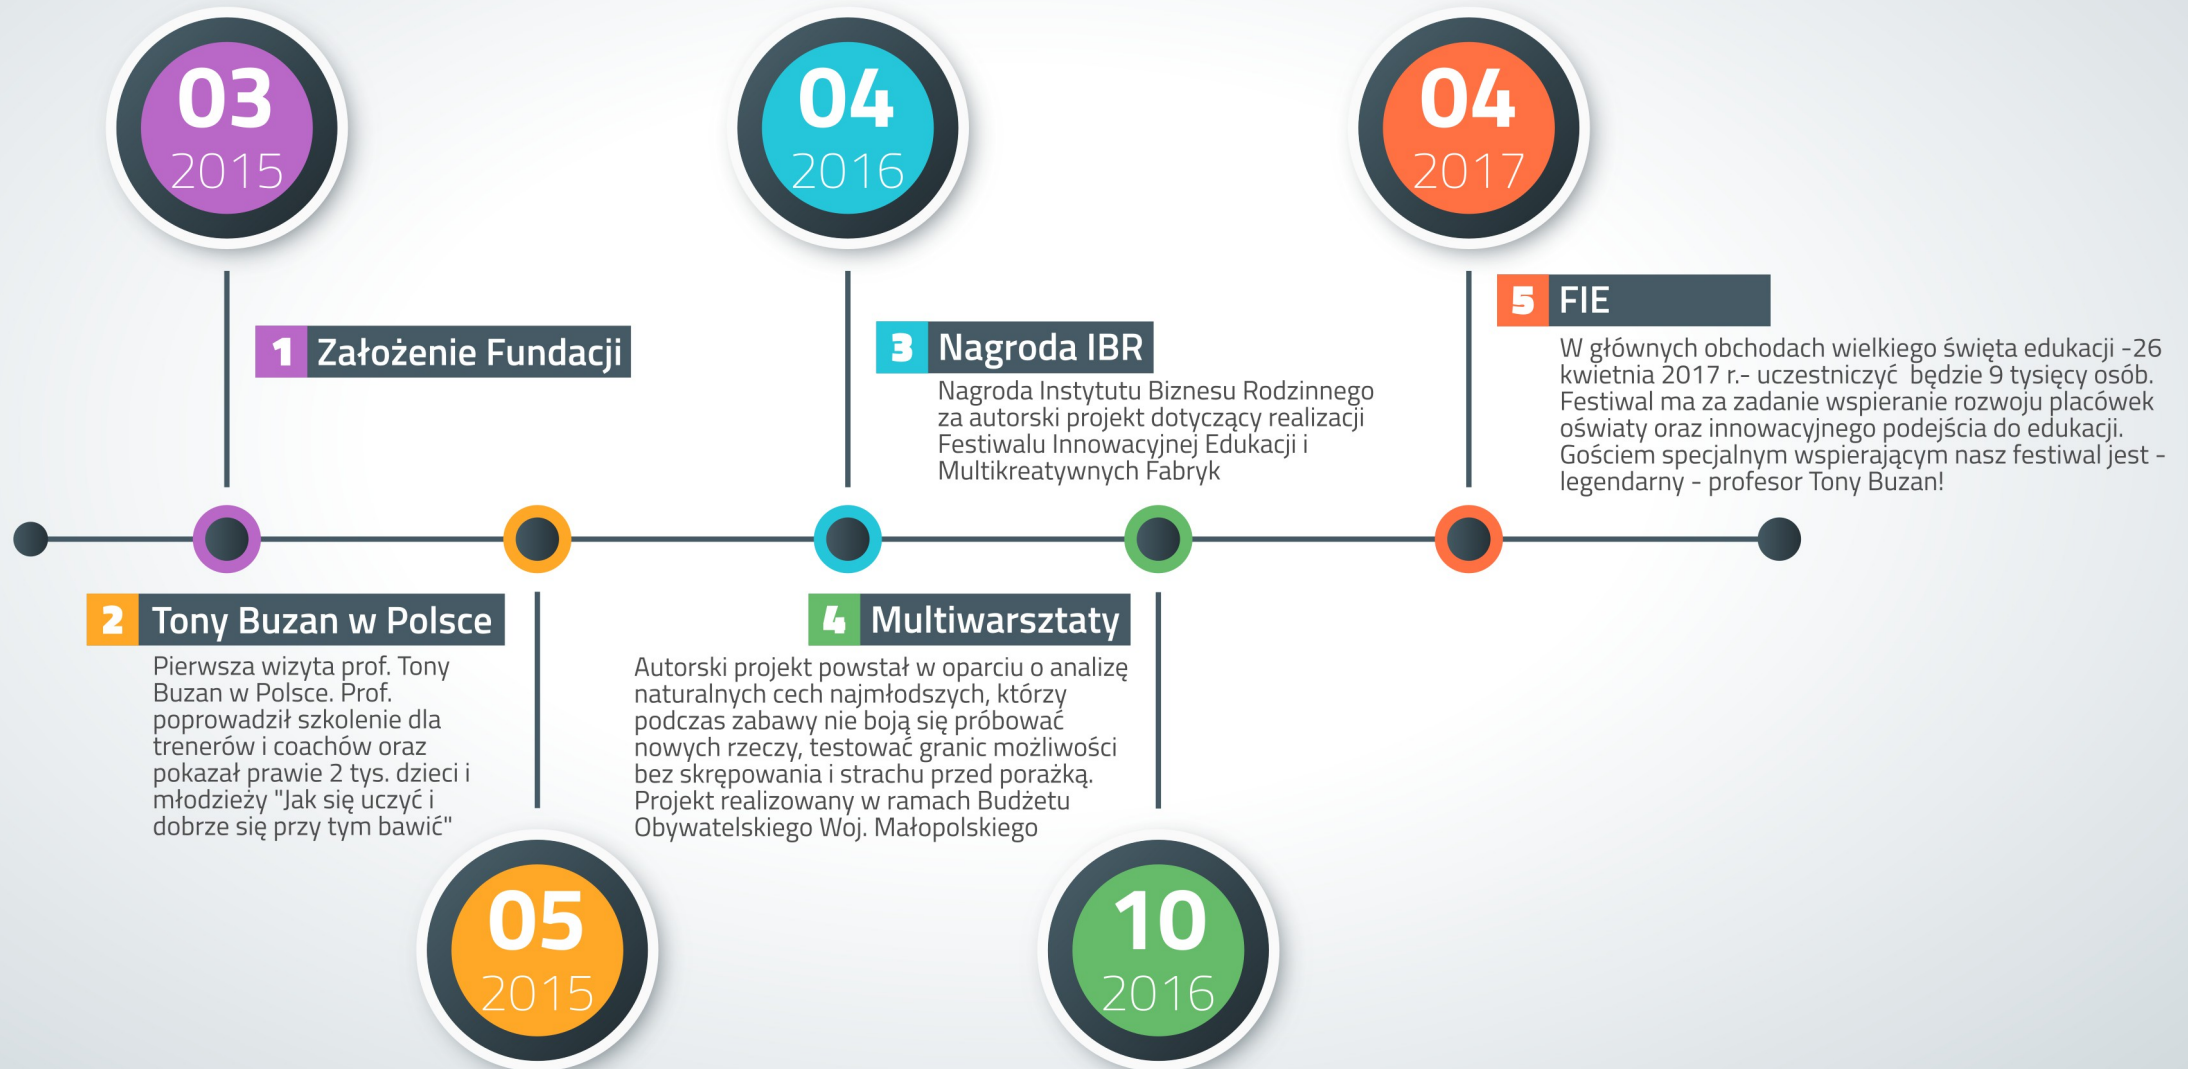 03
2015
1 Założenie Fundacji
2 Tony Buzan w Polsce
Pierwsza wizyta prof. Tony
Buzan w Polsce. Prof.
poprowadził szkolenie dla
trenerów i coachów oraz
pokazał prawie 2 tys. dzieci i
młodzieży "Jak się uczyć i
dobrze się przy tym bawić"
05
2015
04
2016
3 Nagroda IBR
Nagroda Instytutu Biznesu Rodzinnego
za autorski projekt dotyczący realizacji
Festiwalu Innowacyjnej Edukacji i
Multikreatywnych Fabryk
4 Multiwarsztaty
Autorski projekt powstał w oparciu o analizę
naturalnych cech najmłodszych, którzy
podczas zabawy nie boją się próbować
nowych rzeczy, testować granic możliwości
bez skrępowania i strachu przed porażką.
Projekt realizowany w ramach Budżetu
Obywatelskiego Woj. Małopolskiego
10
2016
04
2017
5 FIE
W głównych obchodach wielkiego święta edukacji -26
kwietnia 2017 r.- uczestniczyć  będzie 9 tysięcy osób.
Festiwal ma za zadanie wspieranie rozwoju placówek
oświaty oraz innowacyjnego podejścia do edukacji.
Gościem specjalnym wspierającym nasz festiwal jest -
legendarny - profesor Tony Buzan!